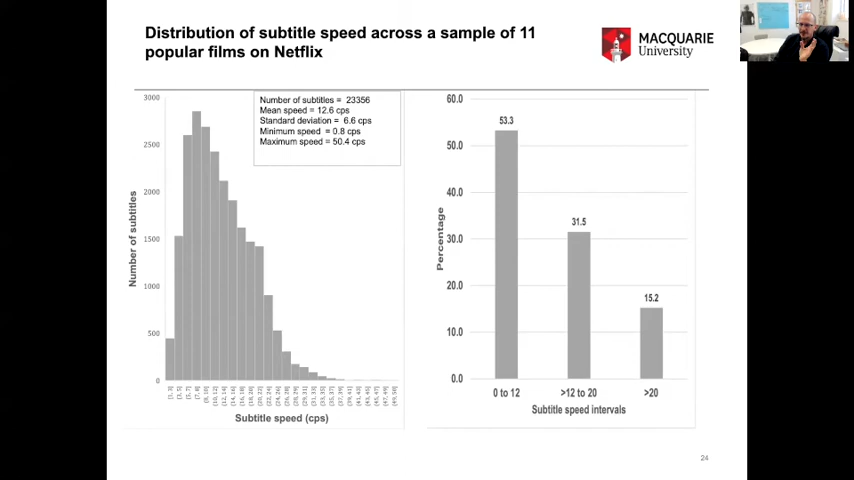 Distribution of subtitle speed across a sample of 11
popular films on Netflix
MACQUARIE
University
3000
2500
2000
1500
1000
500
0
Number of subtitles
Number of subtitles = 23356
Mean speed = 12.6 cps
Standard deviation = 6.6 cps
Minimum speed = 0.8 cps
Maximum speed = 50.4 cps
Subtitle speed (cps)
60.0
50.0
40.0
30.0
20.0
10.0
0.0
Percentage
53.3
31.5
15.2
0 to 12
>12 to 20
>20
Subtitle speed intervals
24